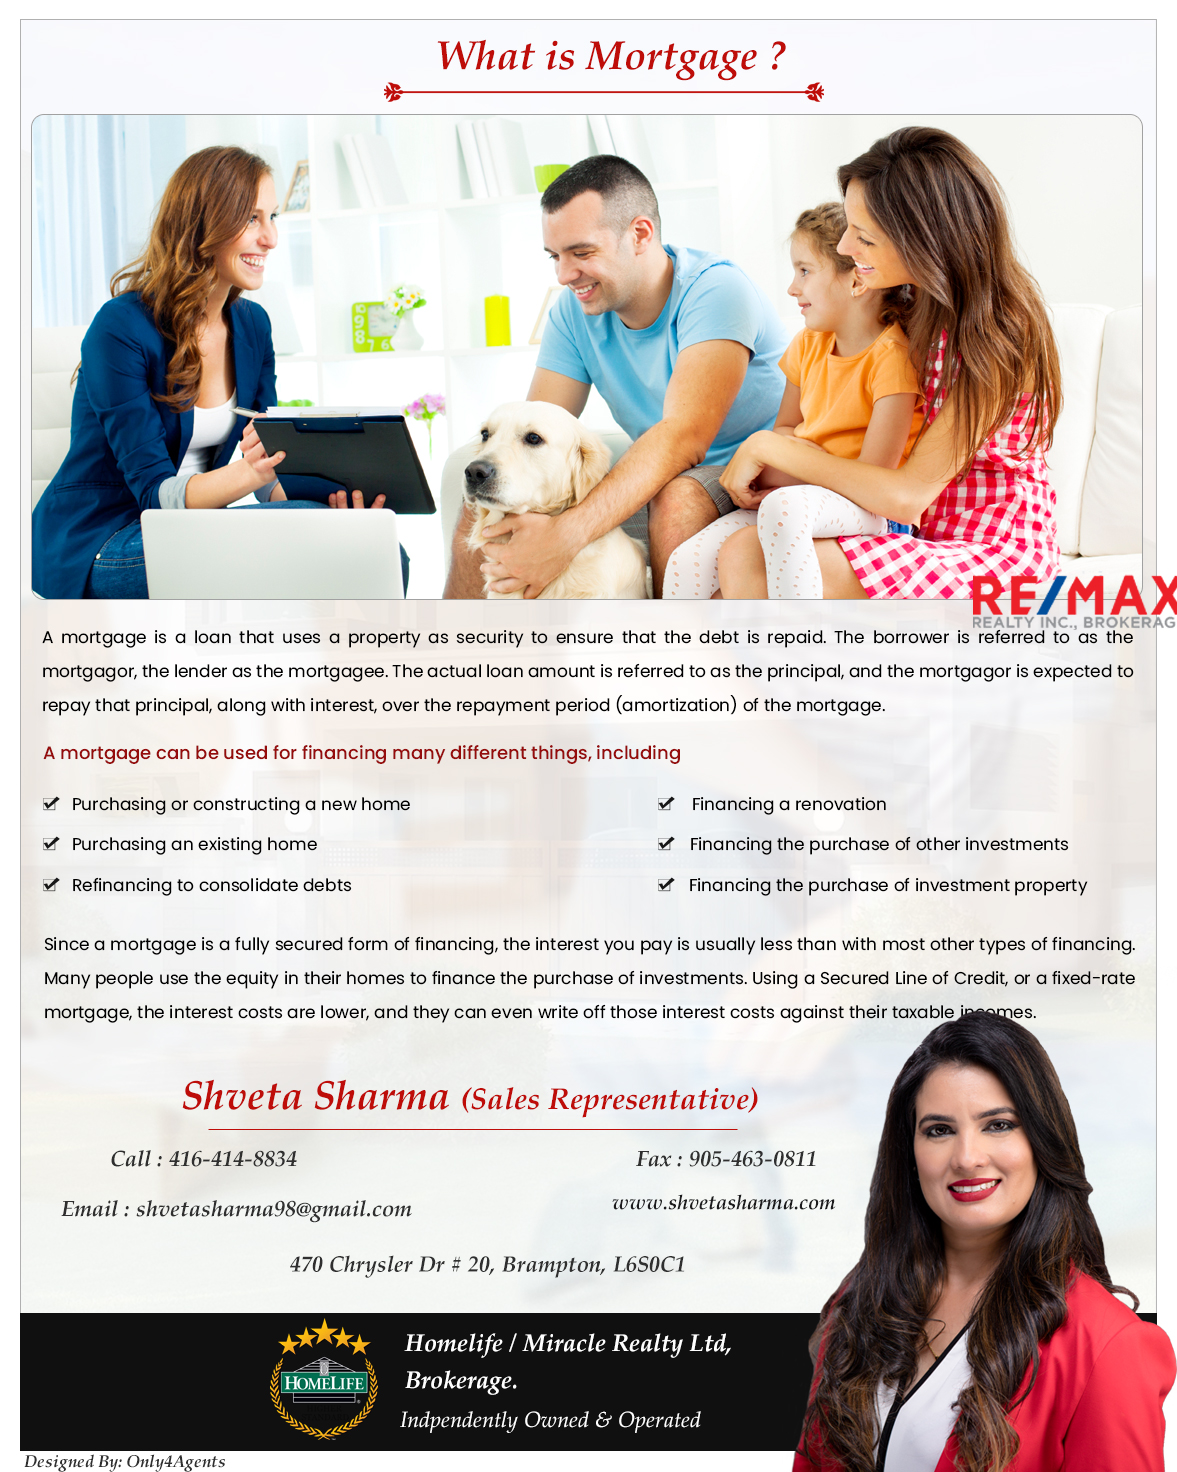 What is Mortgage ?
RE/MAX
REALTY INC., BROKERAG
A mortgage is a loan that uses a property as security to ensure that the debt is repaid. The borrower is referred to as the
mortgagor, the lender as the mortgagee. The actual loan amount is referred to as the principal, and the mortgagor is expected to
repay that principal, along with interest, over the repayment period (amortization) of the mortgage.
A mortgage can be used for financing many different things, including
Purchasing or constructing a new home
Financing a renovation
Purchasing an existing home
Financing the purchase of other investments
Refinancing to consolidate debts
Financing the purchase of investment property
Since a mortgage is a fully secured form of financing, the interest you pay is usually less than with most other types of financing.
Many people use the equity in their homes to finance the purchase of investments. Using a Secured Line of Credit, or a fixed-rate
mortgage, the interest costs are lower, and they can even write off those interest costs against their taxable incomes.
Shveta Sharma (Sales Representative)
Call : 416-414-8834
Fax : 905-463-0811
Email : shvetasharma98@gmail.com
www.shvetasharma.com
470 Chrysler Dr # 20, Brampton, L6S0C1
HOMELIFE
Homelife / Miracle Realty Ltd,
Brokerage.
Indpendently Owned & Operated
Designed By: Only4Agents